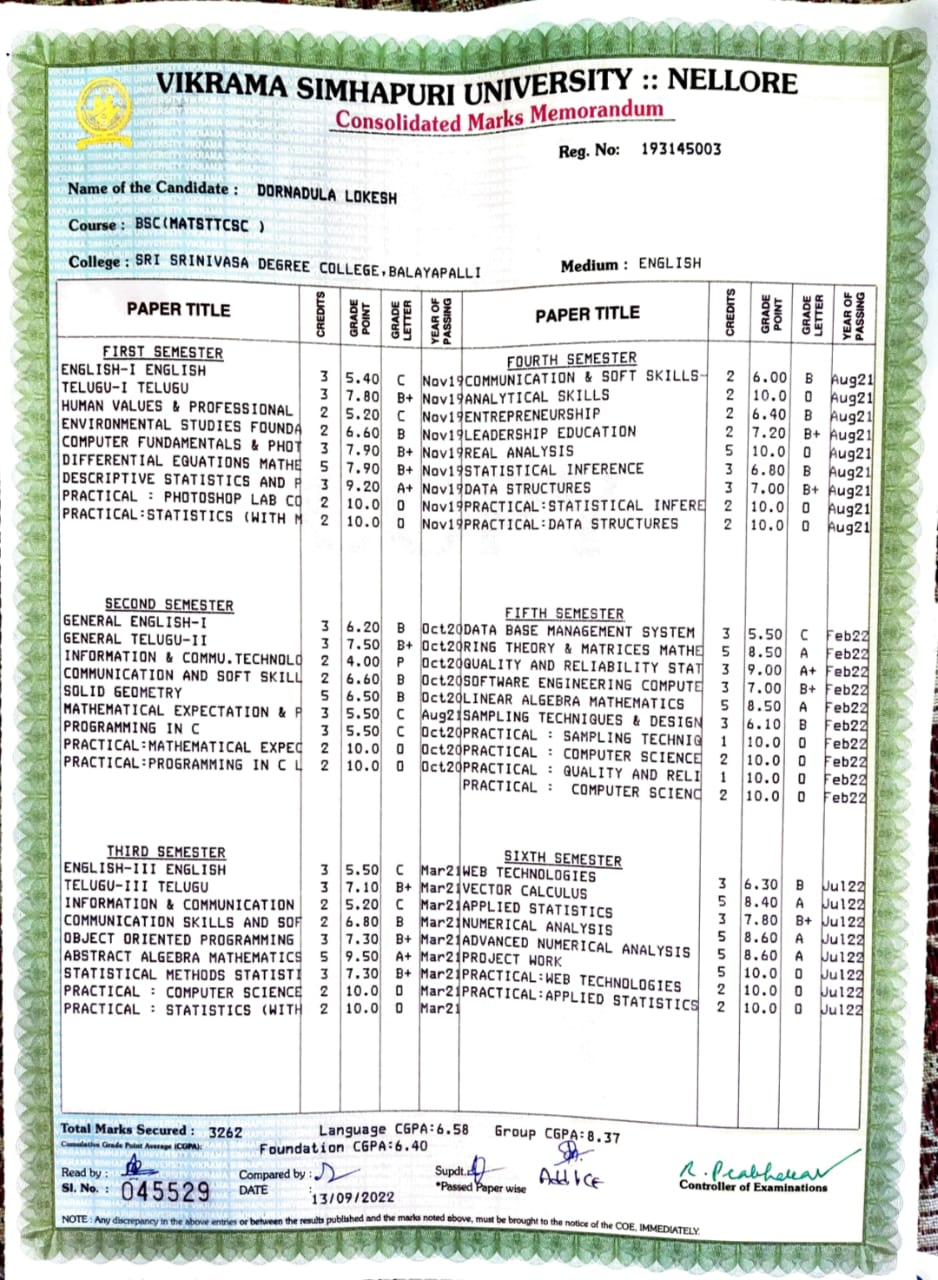 VIKRAMA SIMHAPURI UNIVERSITY :: NELLORE
Consolidated Marks Memorandum
Reg. No: 193145003
Name of the Candidate : DORNADULA LOKESH
Course : BSC(MATSTTCSC )
College : SRI SRINIVASA DEGREE COLLEGE,BALAYAPALLI
Medium : ENGLISH
PAPER TITLE CREDITS GRADE POINT GRADE LETTER YEAR OF PASSING
FIRST SEMESTER
ENGLISH-I ENGLISH 3 5.40 C Nov19
TELUGU-I TELUGU 3 7.80 B+ Nov19
HUMAN VALUES & PROFESSIONAL 2 5.20 C Nov19
ENVIRONMENTAL STUDIES FOUNDA 2 6.60 B Nov19
COMPUTER FUNDAMENTALS & PHOT 3 7.90 B+ Nov19
DIFFERENTIAL EQUATIONS MATHE 5 7.90 B+ Nov19
DESCRIPTIVE STATISTICS AND P 3 9.20 A+ Nov19
PRACTICAL : PHOTOSHOP LAB CO 2 10.0 O Nov19
PRACTICAL:STATISTICS (WITH M 2 10.0 O Nov19
SECOND SEMESTER
GENERAL ENGLISH-I 3 6.20 B Oct20
GENERAL TELUGU-II 3 7.50 B+ Oct20
INFORMATION & COMMU.TECHNOLO 2 4.00 P Oct20
COMMUNICATION AND SOFT SKILL 2 6.60 B Oct20
SOLID GEOMETRY 5 6.50 B Oct20
MATHEMATICAL EXPECTATION & P 3 5.50 C Aug21
PROGRAMMING IN C 3 5.50 C Oct20
PRACTICAL:MATHEMATICAL EXPEC 2 10.0 O Oct20
PRACTICAL:PROGRAMMING IN C L 2 10.0 O Oct20
THIRD SEMESTER
ENGLISH-III ENGLISH 3 5.50 C Mar21
TELUGU-III TELUGU 3 7.10 B+ Mar21
INFORMATION & COMMUNICATION 2 5.20 C Mar21
COMMUNICATION SKILLS AND SOF 2 6.80 B Mar21
OBJECT ORIENTED PROGRAMMING 3 7.30 B+ Mar21
ABSTRACT ALGEBRA MATHEMATICS 5 9.50 A+ Mar21
STATISTICAL METHODS STATISTI 3 7.30 B+ Mar21
PRACTICAL : COMPUTER SCIENCE 2 10.0 O Mar21
PRACTICAL : STATISTICS (WITH 2 10.0 O Mar21
PAPER TITLE CREDITS GRADE POINT GRADE LETTER YEAR OF PASSING
FOURTH SEMESTER
COMMUNICATION & SOFT SKILLS- 2 6.00 B Aug21
ANALYTICAL SKILLS 2 10.0 O Aug21
ENTREPRENEURSHIP 2 6.40 B Aug21
LEADERSHIP EDUCATION 2 7.20 B+ Aug21
REAL ANALYSIS 5 10.0 O Aug21
STATISTICAL INFERENCE 3 6.80 B Aug21
DATA STRUCTURES 3 7.00 B+ Aug21
PRACTICAL:STATISTICAL INFERE 2 10.0 O Aug21
PRACTICAL:DATA STRUCTURES 2 10.0 O Aug21
FIFTH SEMESTER
DATA BASE MANAGEMENT SYSTEM 3 5.50 C Feb22
RING THEORY & MATRICES MATHE 5 8.50 A Feb22
QUALITY AND RELIABILITY STAT 3 9.00 A+ Feb22
SOFTWARE ENGINEERING COMPUTE 3 7.00 B+ Feb22
LINEAR ALGEBRA MATHEMATICS 5 8.50 A Feb22
SAMPLING TECHNIQUES & DESIGN 3 6.10 B Feb22
PRACTICAL : SAMPLING TECHNIQ 1 10.0 O Feb22
PRACTICAL : COMPUTER SCIENCE 2 10.0 O Feb22
PRACTICAL : QUALITY AND RELI 1 10.0 O Feb22
PRACTICAL : COMPUTER SCIENC 2 10.0 O Feb22
SIXTH SEMESTER
WEB TECHNOLOGIES 3 6.30 B Jul22
VECTOR CALCULUS 5 8.40 A Jul22
APPLIED STATISTICS 3 7.80 B+ Jul22
NUMERICAL ANALYSIS 5 8.60 A Jul22
ADVANCED NUMERICAL ANALYSIS 5 8.60 A Jul22
PROJECT WORK 5 10.0 O Jul22
PRACTICAL:WEB TECHNOLOGIES 2 10.0 O Jul22
PRACTICAL:APPLIED STATISTICS 2 10.0 O Jul22
Total Marks Secured : 3262 Language CGPA:6.58 Group CGPA:8.37
Cumulative Grade Point Average (CGPA): Foundation CGPA:6.40
Read by : Compared by : Supdt.
Sl. No. : 045529 DATE : 13/09/2022 *Passed Paper wise
Addl CE
R. Prabhakar
Controller of Examinations
NOTE : Any discrepancy in the above entries or between the results published and the marks noted above, must be brought to the notice of the COE, IMMEDIATELY.